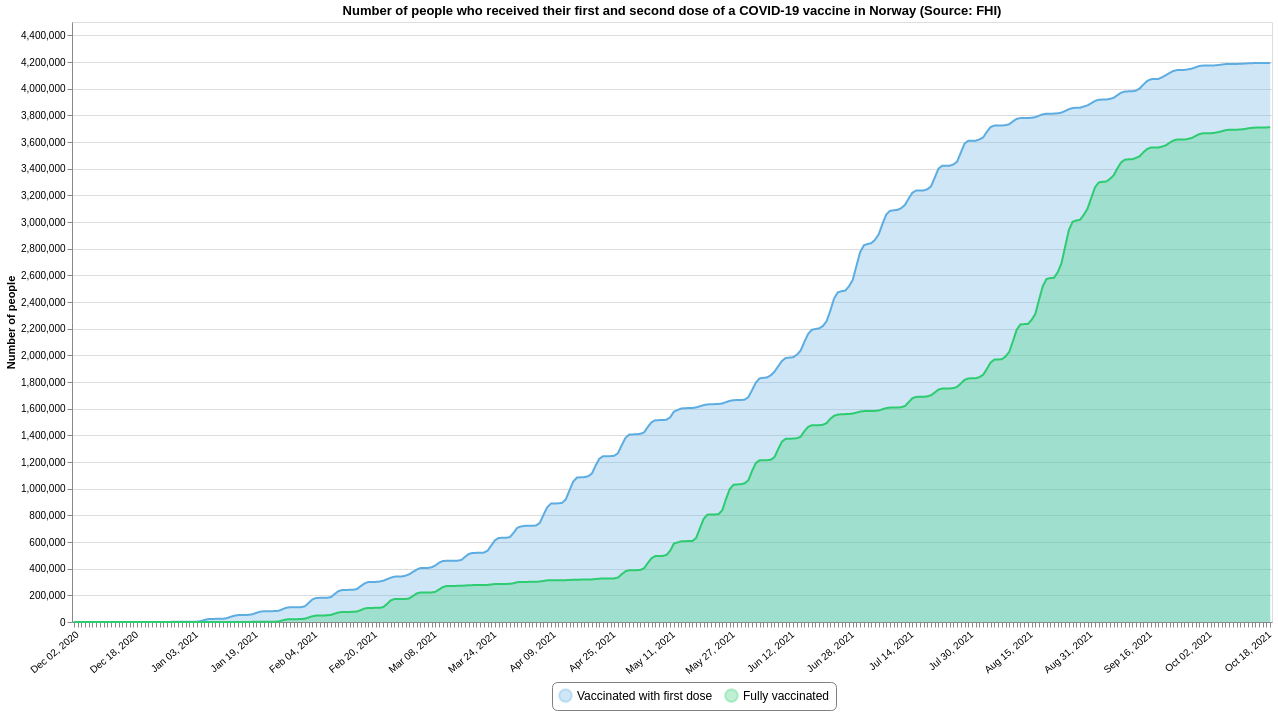 Number of people who received their first and second dose of a COVID-19 vaccine in Norway (Source: FHI)
Number of people
4,400,000
4,200,000
4,000,000
3,800,000
3,600,000
3,400,000
3,200,000
3,000,000
2,800,000
2,600,000
2,400,000
2,200,000
2,000,000
1,800,000
1,600,000
1,400,000
1,200,000
1,000,000
800,000
600,000
400,000
200,000
0
Dec 02, 2020
Dec 18, 2020
Jan 03, 2021
Jan 19, 2021
Feb 04, 2021
Feb 20, 2021
Mar 08, 2021
Mar 24, 2021
Apr 09, 2021
Apr 25, 2021
May 11, 2021
May 27, 2021
Jun 12, 2021
Jun 28, 2021
Jul 14, 2021
Jul 30, 2021
Aug 15, 2021
Aug 31, 2021
Sep 16, 2021
Oct 02, 2021
Oct 18, 2021
Vaccinated with first dose
Fully vaccinated